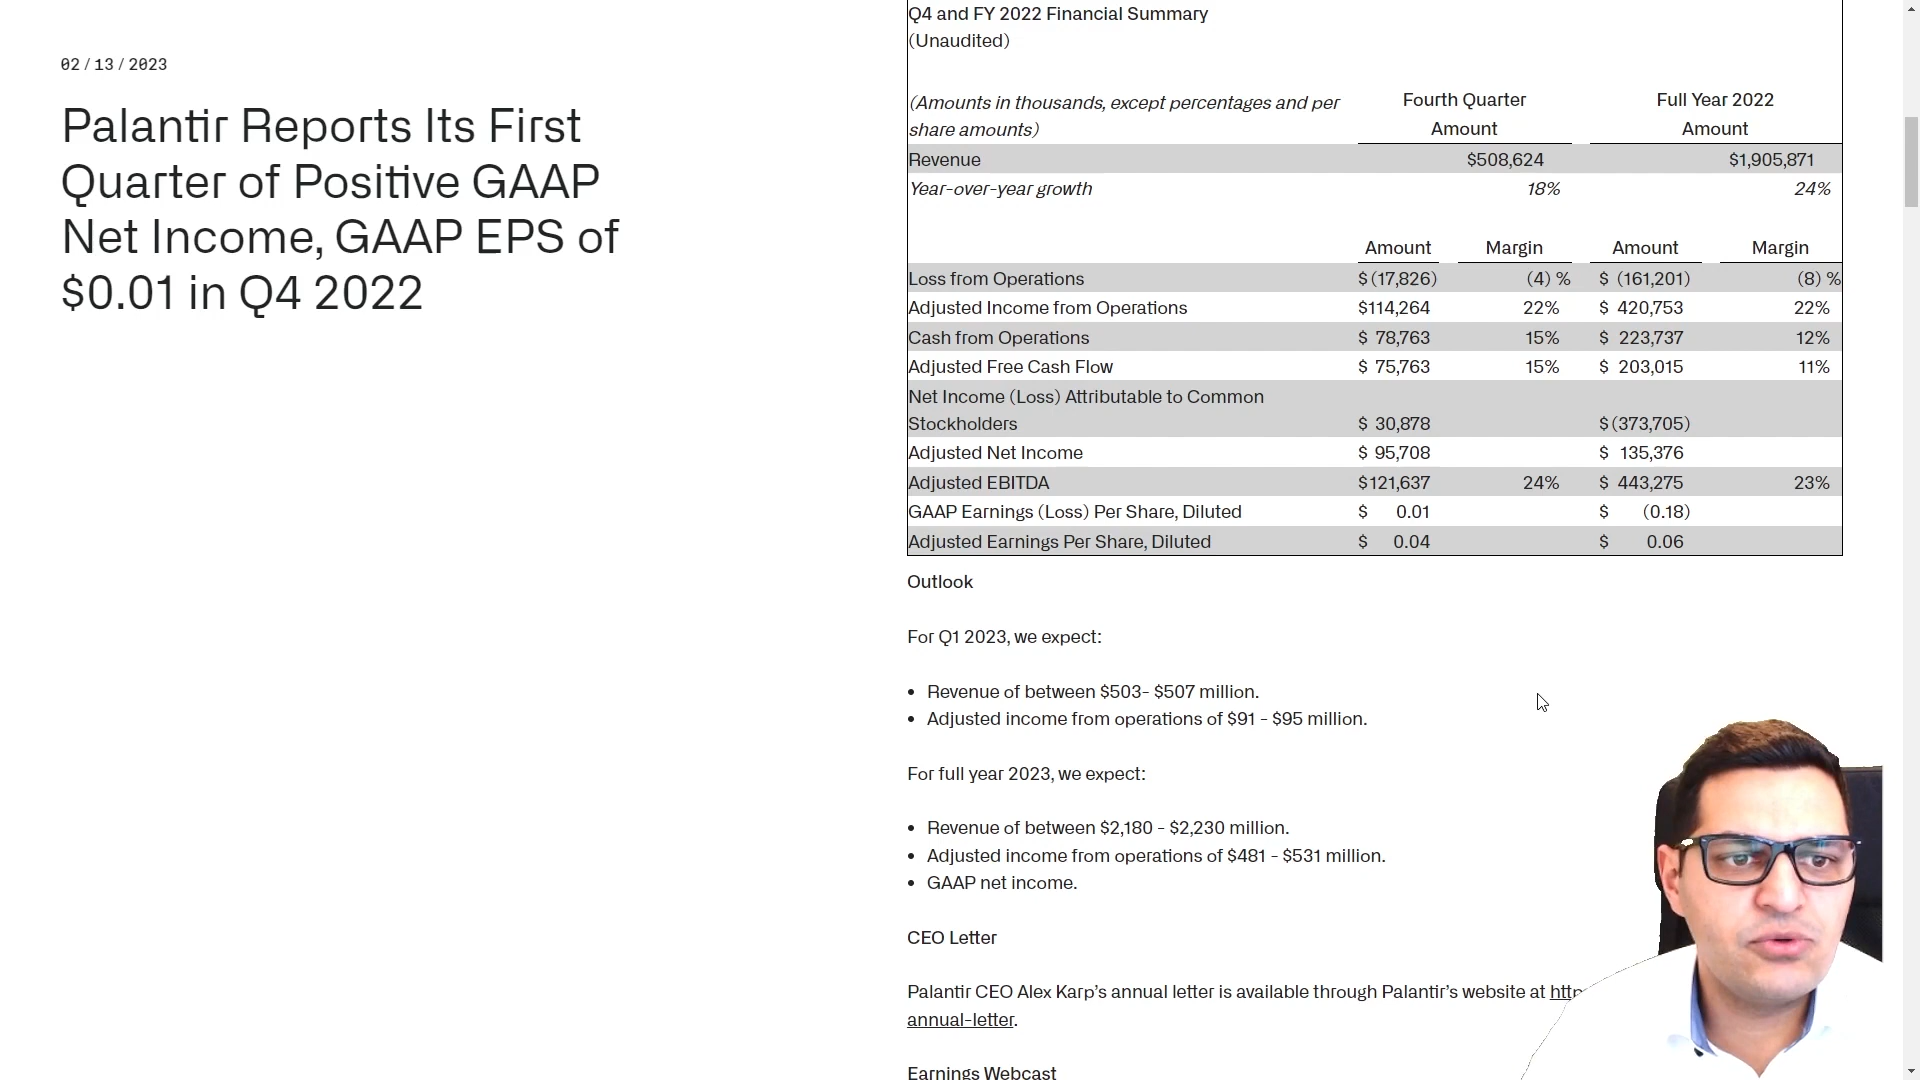 02 / 13 / 2023
Palantir Reports Its First
Quarter of Positive GAAP
Net Income, GAAP EPS of
$0.01 in Q4 2022
Q4 and FY 2022 Financial Summary
(Unaudited)
(Amounts in thousands, except percentages and per share amounts) Fourth Quarter Amount Full Year 2022 Amount
Revenue $508,624 $1,905,871
Year-over-year growth 18% 24%
Amount Margin Amount Margin
Loss from Operations $(17,826) (4) % $ (161,201) (8) %
Adjusted Income from Operations $114,264 22% $ 420,753 22%
Cash from Operations $ 78,763 15% $ 223,737 12%
Adjusted Free Cash Flow $ 75,763 15% $ 203,015 11%
Net Income (Loss) Attributable to Common
Stockholders $ 30,878 $(373,705)
Adjusted Net Income $ 95,708 $ 135,376
Adjusted EBITDA $121,637 24% $ 443,275 23%
GAAP Earnings (Loss) Per Share, Diluted $ 0.01 $ (0.18)
Adjusted Earnings Per Share, Diluted $ 0.04 $ 0.06
Outlook
For Q1 2023, we expect:
• Revenue of between $503- $507 million.
• Adjusted income from operations of $91 - $95 million.
For full year 2023, we expect:
• Revenue of between $2,180 - $2,230 million.
• Adjusted income from operations of $481 - $531 million.
• GAAP net income.
CEO Letter
Palantir CEO Alex Karp's annual letter is available through Palantir's website at http
annual-letter.
Earnings Webcast